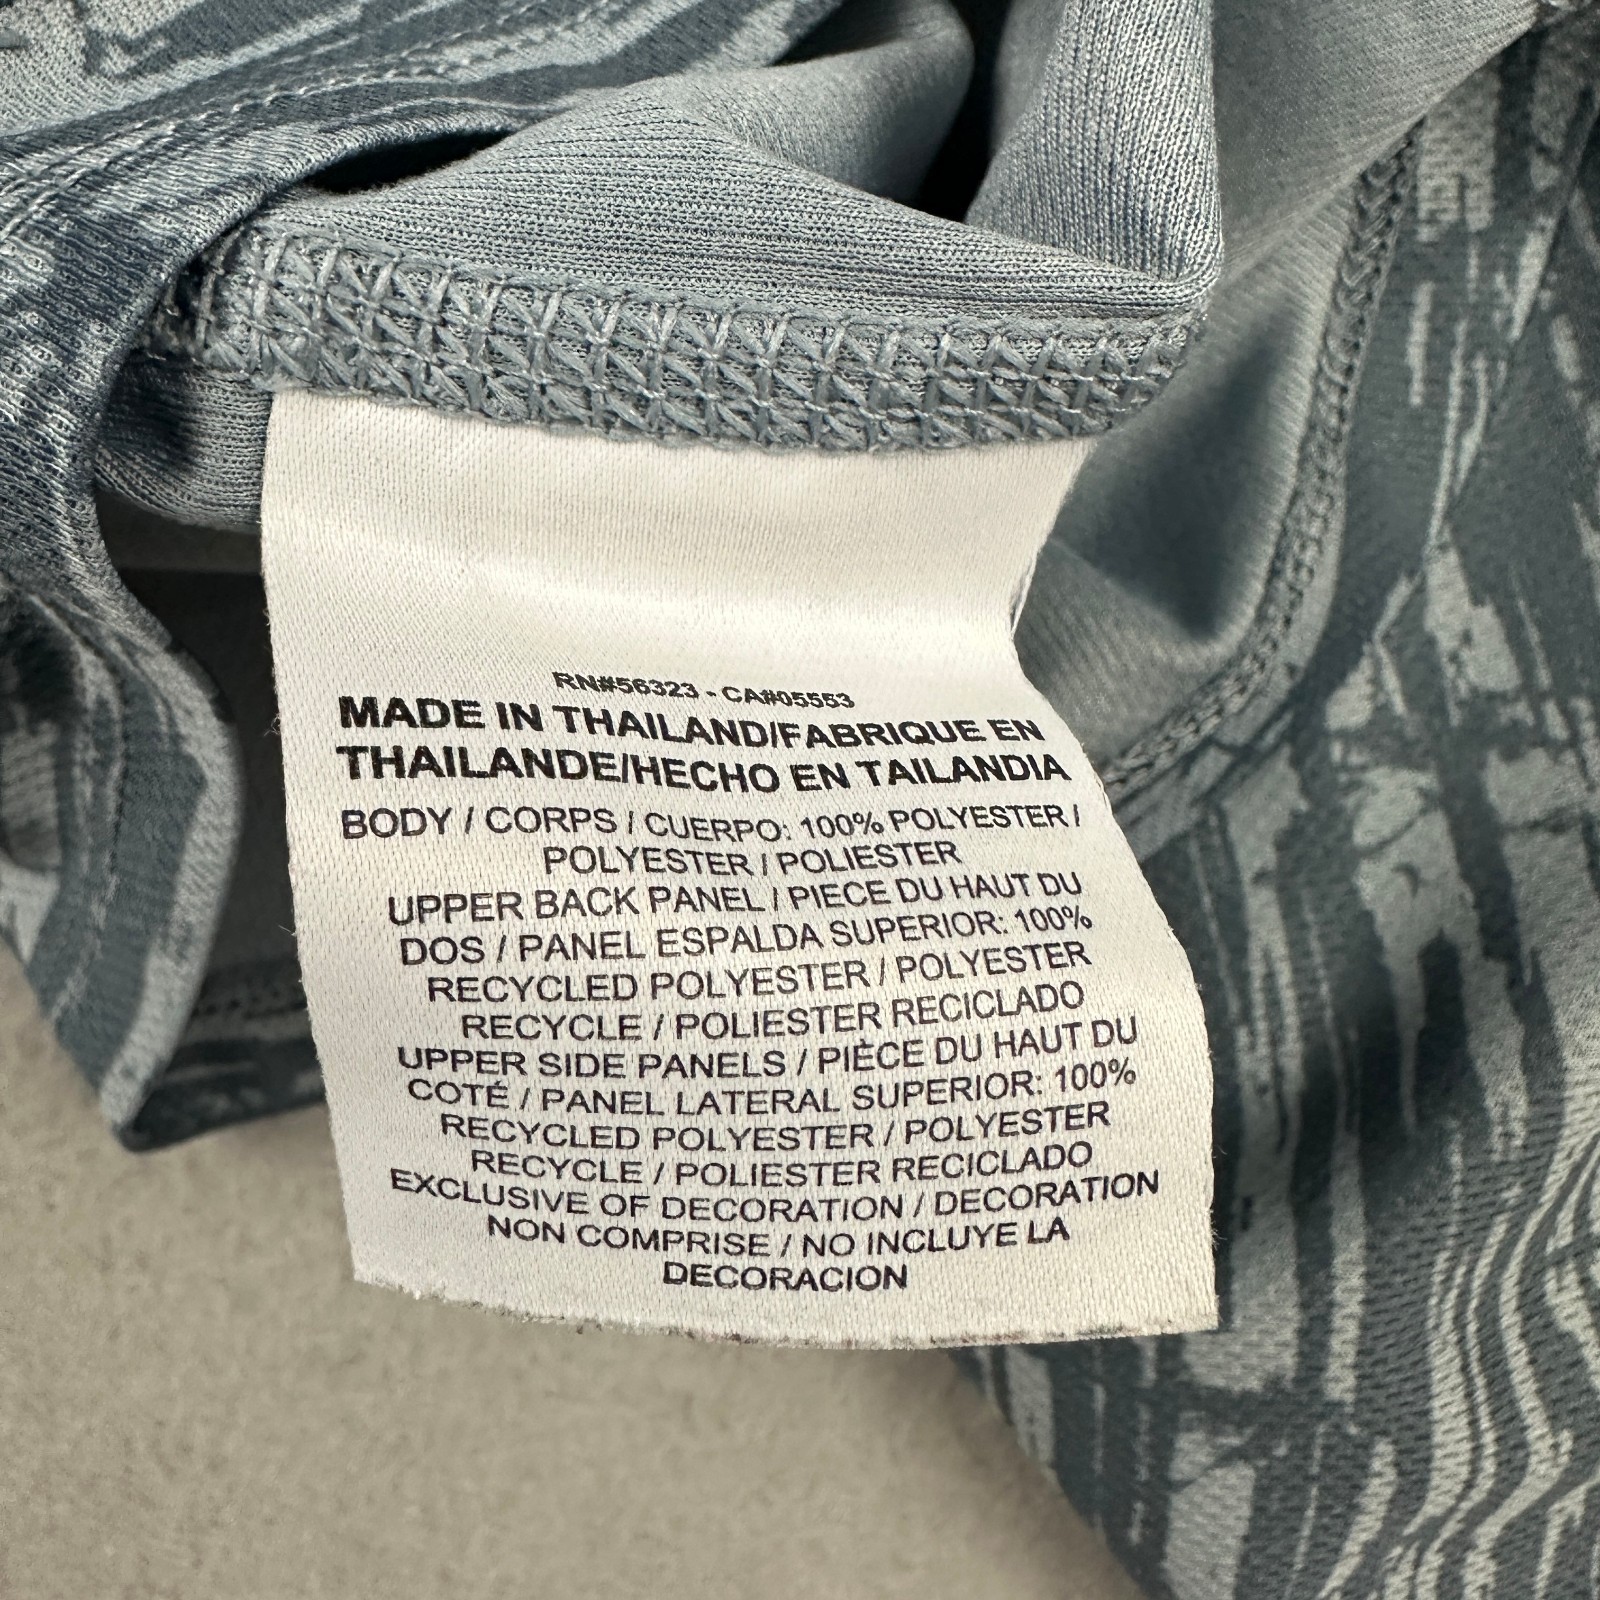 RN#56323 - CA#05553
MADE IN THAILAND/FABRIQUE EN
THAILANDE/HECHO EN TAILANDIA
BODY / CORPS / CUERPO: 100% POLYESTER /
POLYESTER / POLIESTER
UPPER BACK PANEL / PIECE DU HAUT DU
DOS / PANEL ESPALDA SUPERIOR: 100%
RECYCLED POLYESTER / POLYESTER
RECYCLE / POLIESTER RECICLADO
UPPER SIDE PANELS / PIÈCE DU HAUT DU
COTÉ / PANEL LATERAL SUPERIOR: 100%
RECYCLED POLYESTER / POLYESTER
RECYCLE / POLIESTER RECICLADO
EXCLUSIVE OF DECORATION / DECORATION
NON COMPRISE / NO INCLUYE LA
DECORACION